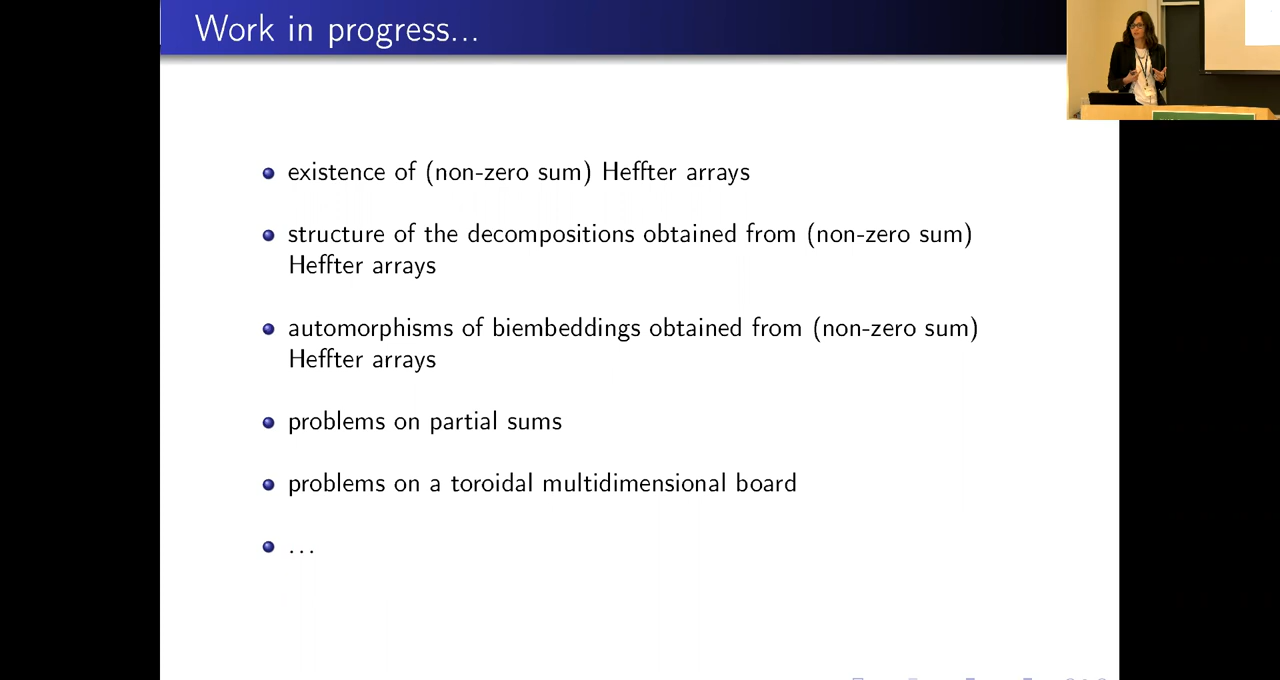 Work in progress...
existence of (non-zero sum) Heffter arrays
structure of the decompositions obtained from (non-zero sum)
Heffter arrays
automorphisms of biembeddings obtained from (non-zero sum)
Heffter arrays
problems on partial sums
problems on a toroidal multidimensional board
...